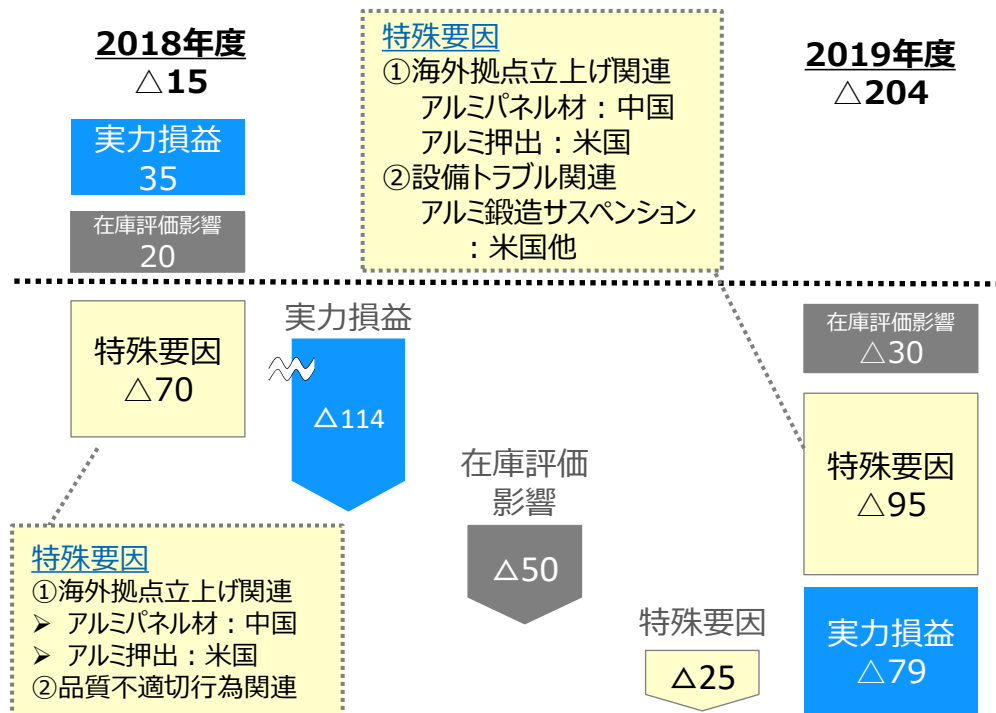 2018年度
△15
実力損益
35
在庫評価影響
20
特殊要因
△70
特殊要因
①海外拠点立上げ関連
➢ アルミパネル材：中国
➢ アルミ押出：米国
②品質不適切行為関連
実力損益
△114
在庫評価
影響
△50
特殊要因
△25
特殊要因
①海外拠点立上げ関連
アルミパネル材：中国
アルミ押出：米国
②設備トラブル関連
アルミ鍛造サスペンション
：米国他
2019年度
△204
在庫評価影響
△30
特殊要因
△95
実力損益
△79